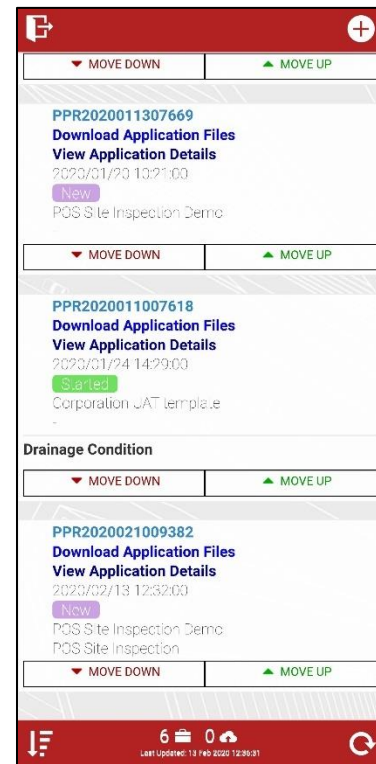 MOVE DOWN MOVE UP
PPR2020011307669
Download Application Files
View Application Details
2020/01/20 10:21:00
New
POS Site Inspection Demo
-
MOVE DOWN MOVE UP
PPR2020011007618
Download Application Files
View Application Details
2020/01/24 14:29:00
Started
Corporation UAT template
-
Drainage Condition
MOVE DOWN MOVE UP
PPR2020021009382
Download Application Files
View Application Details
2020/02/13 12:32:00
New
POS Site Inspection Demo
POS Site Inspection
MOVE DOWN MOVE UP
6 0
Last Updated: 13 Feb 2020 12:36:31